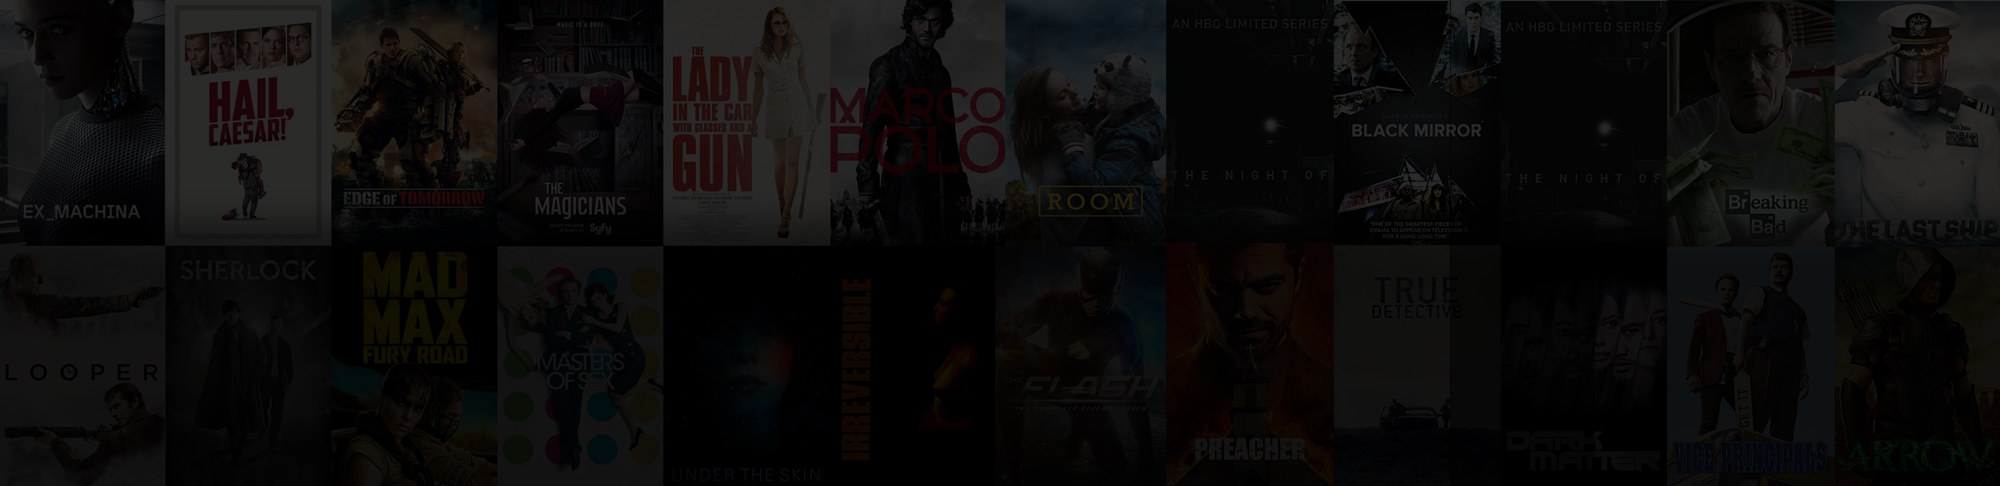 EX_MACHINA
HAIL,
CAESAR!
EDGE OF TOMORROW
MAGIC IS A DRUG
THE
MAGICIANS
Syfy
THE
LADY
IN THE CAR
WITH GLASSES AND A
GUN
MARCO
POLO
ROOM
AN HBO LIMITED SERIES
THE NIGHT OF
BLACK MIRROR
AN HBO LIMITED SERIES
THE NIGHT OF
Breaking
Bad
THE LAST SHIP
LOOPER
SHERLOCK
MAD
MAX
FURY ROAD
MASTERS
OF SEX
UNDER THE SKIN
IRREVERSIBLE
THE FLASH
PREACHER
TRUE
DETECTIVE
DARK
MATTER
VICE PRINCIPALS
ARROW